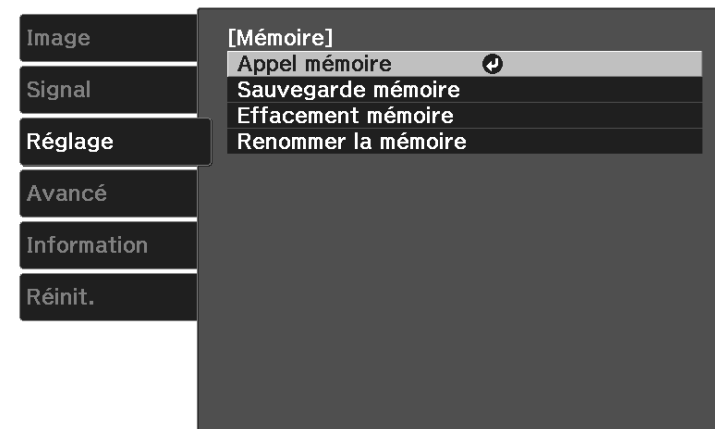 Image
Signal
Réglage
Avancé
Information
Réinit.
[Mémoire]
Appel mémoire
Sauvegarde mémoire
Effacement mémoire
Renommer la mémoire